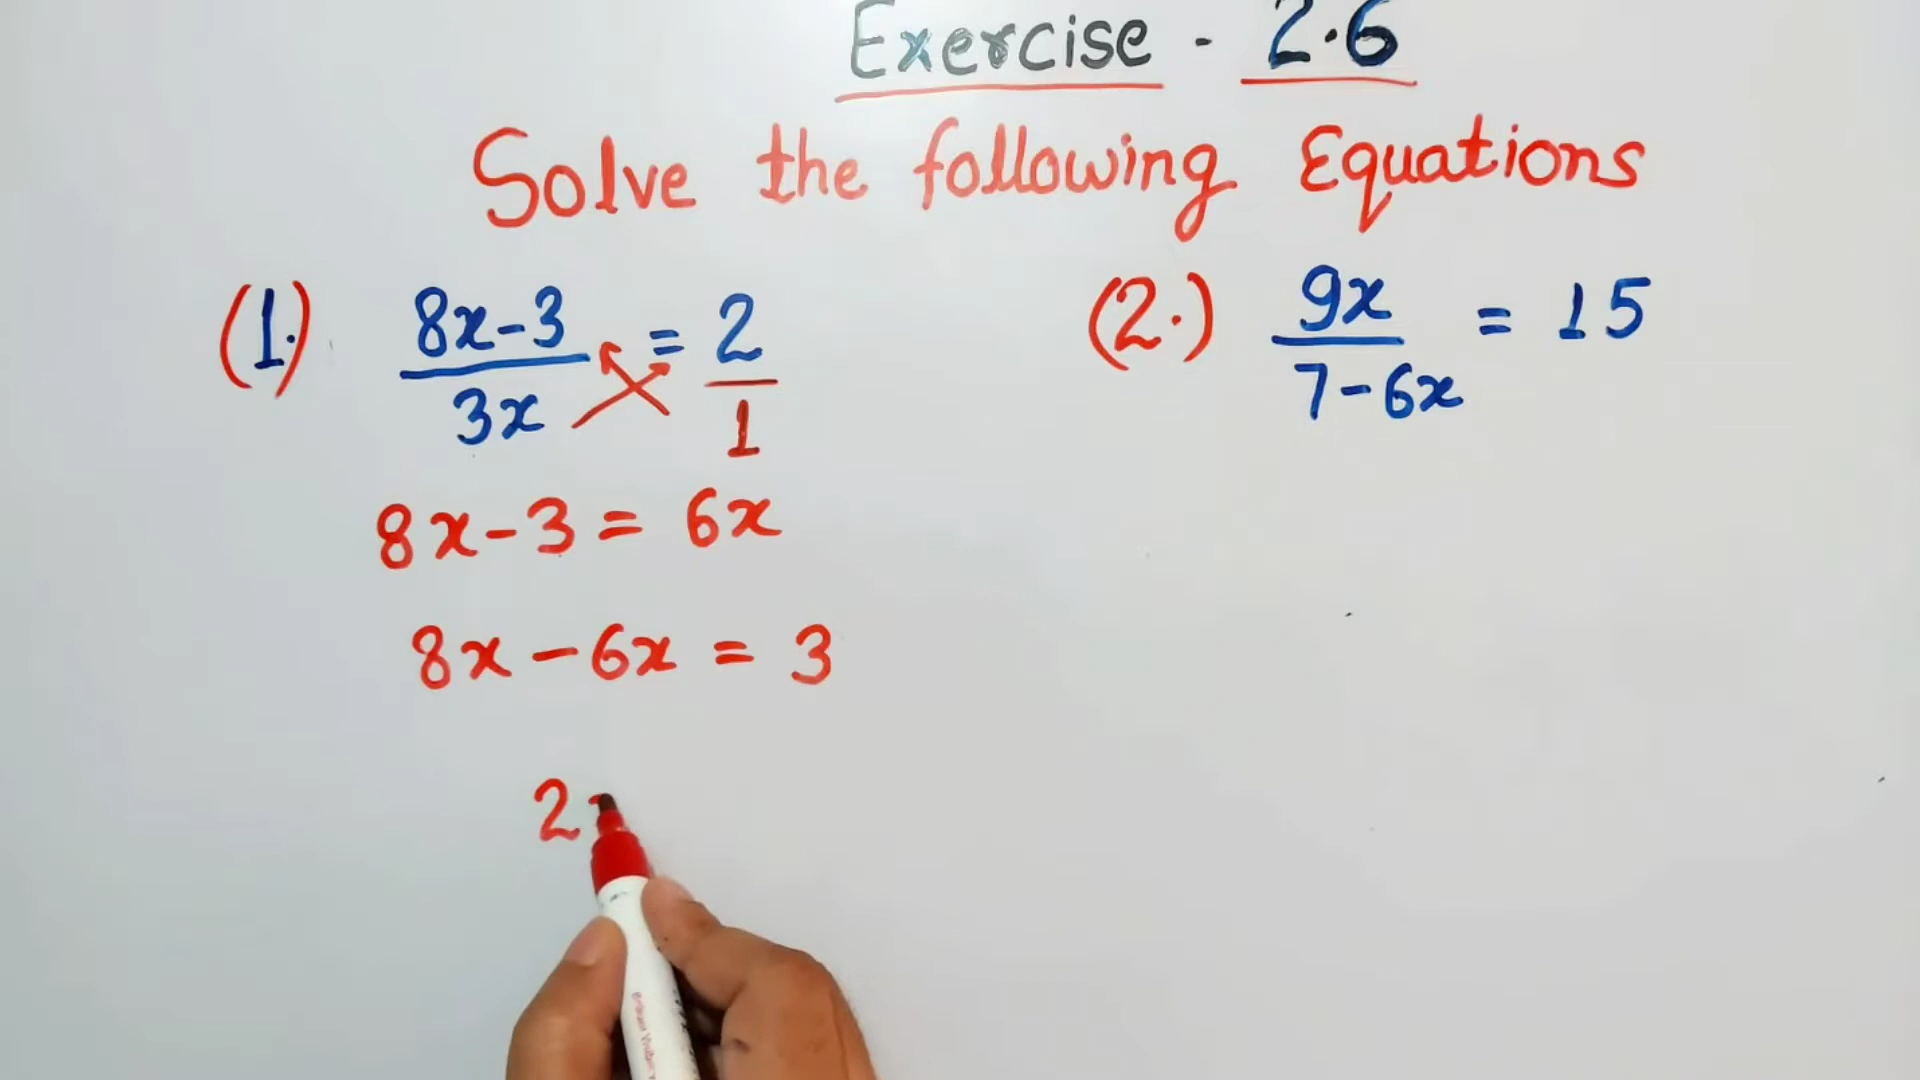 Exercise - 2.6
Solve the following Equations
(1.) 8x-3/3x = 2/1
8x-3 = 6x
8x - 6x = 3
2
(2.) 9x/7-6x = 15